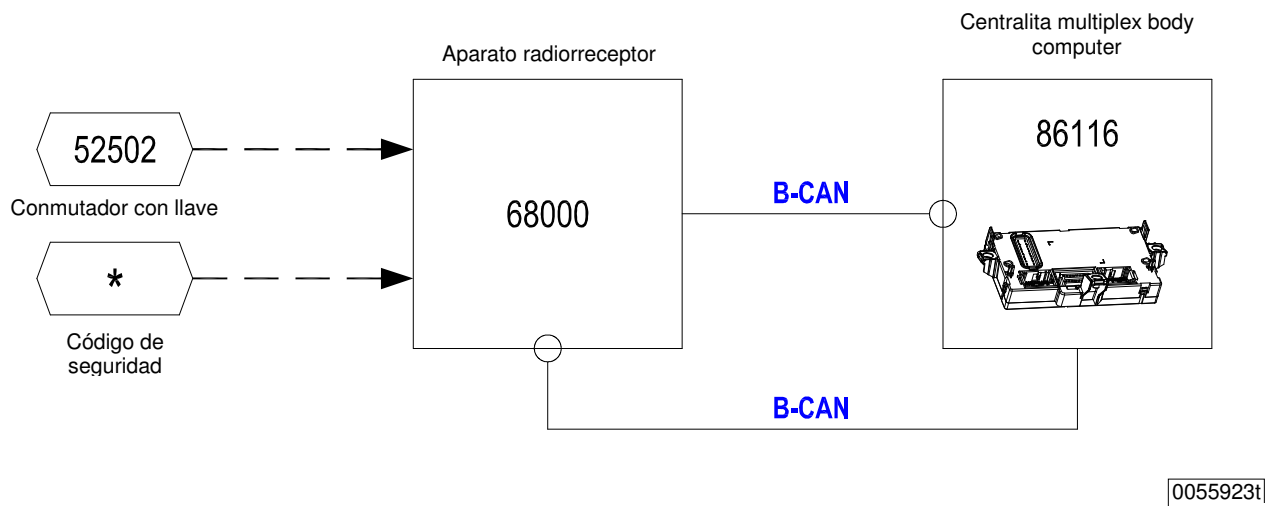 Centralita multiplex body
computer
Aparato radiorreceptor
52502
86116
Conmutador con llave
68000
B-CAN
*
Código de
seguridad
B-CAN
0055923t